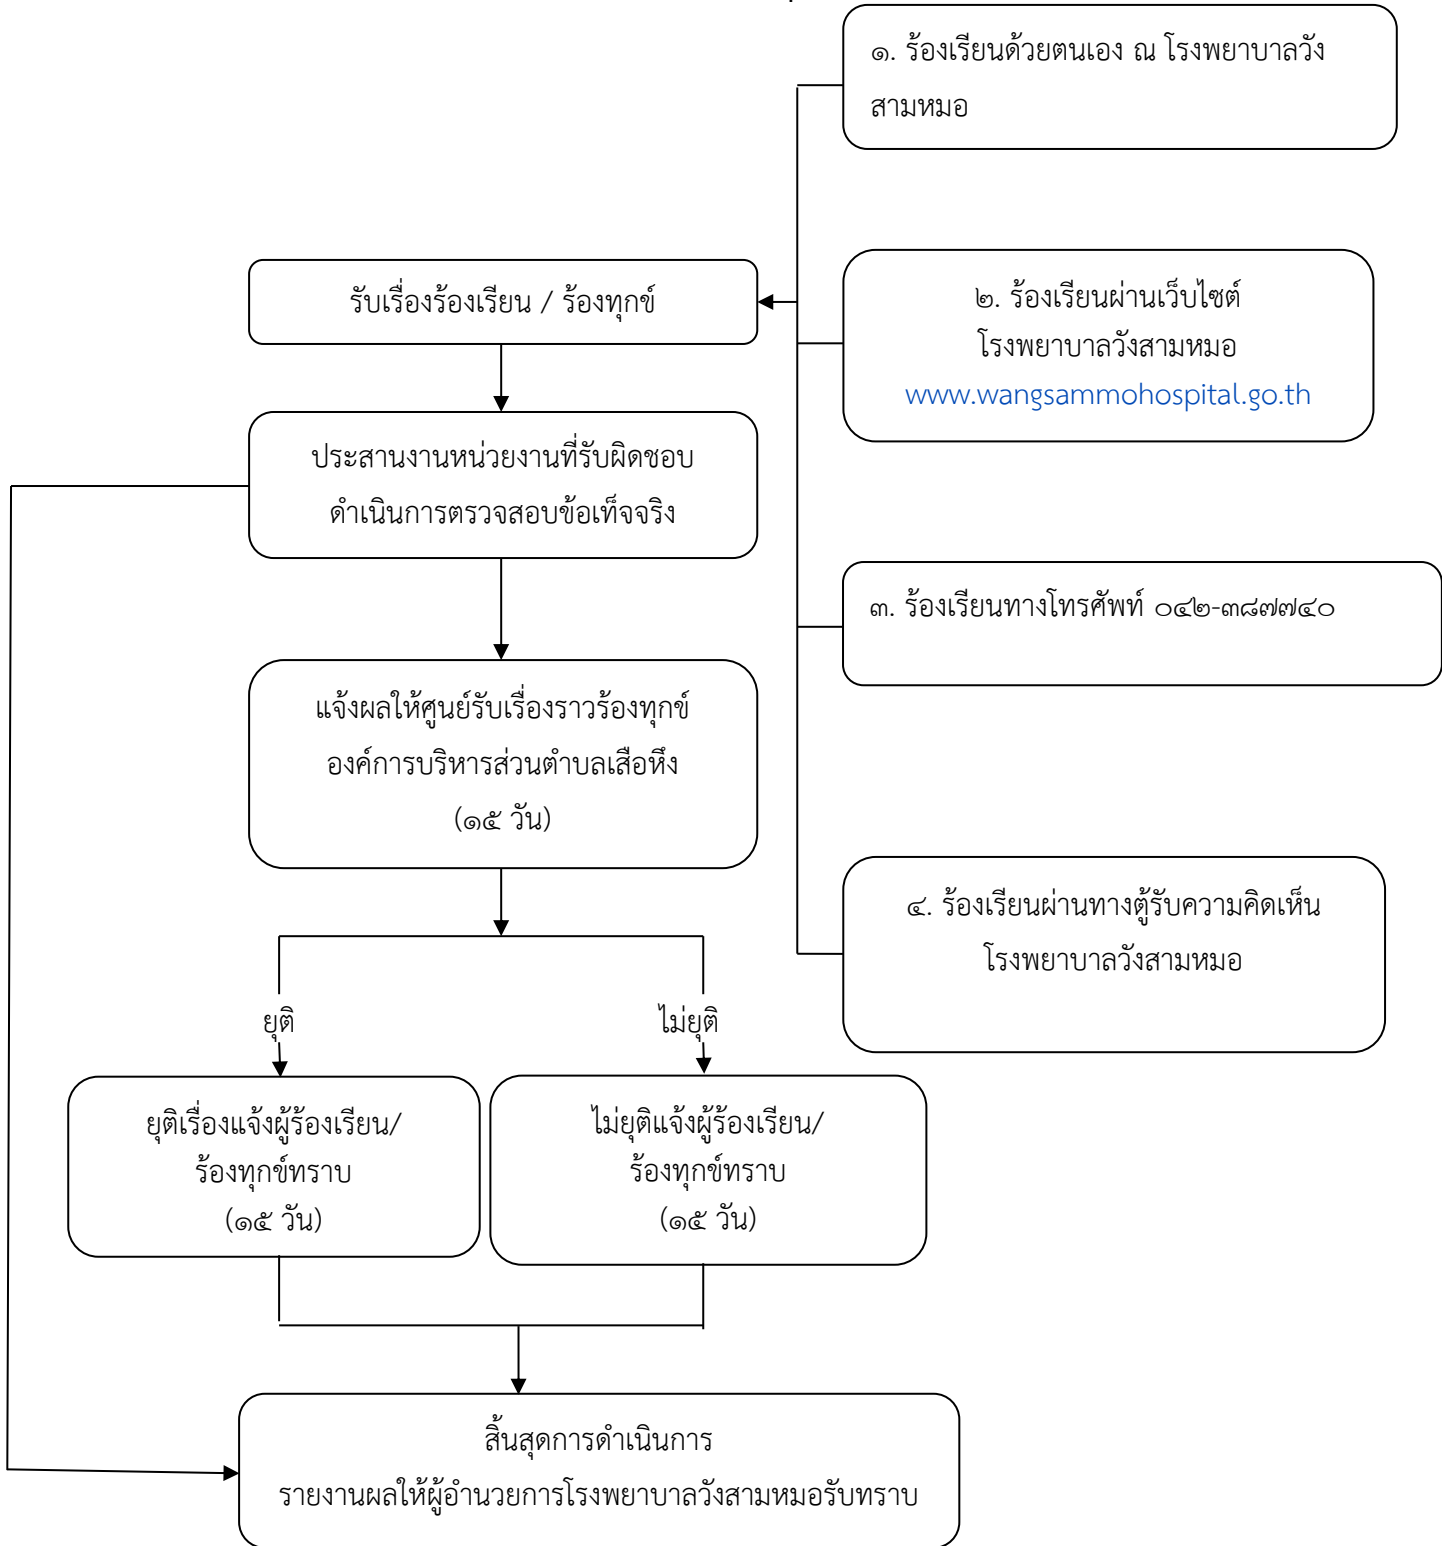 ๑. ร้องเรียนด้วยตนเอง ณ โรงพยาบาลวัง
สามหมอ
รับเรื่องร้องเรียน / ร้องทุกข์
๒. ร้องเรียนผ่านเว็บไซต์
โรงพยาบาลวังสามหมอ
www.wangsammohospital.go.th
ประสานงานหน่วยงานที่รับผิดชอบ
ดำเนินการตรวจสอบข้อเท็จจริง
๓. ร้องเรียนทางโทรศัพท์ ๐๔๒-๓๘๗๗๔๐
แจ้งผลให้ศูนย์รับเรื่องราวร้องทุกข์
องค์การบริหารส่วนตำบลเสือหึง
(๑๕ วัน)
๔. ร้องเรียนผ่านทางตู้รับความคิดเห็น
โรงพยาบาลวังสามหมอ
ยุติ
ไม่ยุติ
ยุติเรื่องแจ้งผู้ร้องเรียน/
ร้องทุกข์ทราบ
(๑๕ วัน)
ไม่ยุติแจ้งผู้ร้องเรียน/
ร้องทุกข์ทราบ
(๑๕ วัน)
สิ้นสุดการดำเนินการ
รายงานผลให้ผู้อำนวยการโรงพยาบาลวังสามหมอรับทราบ